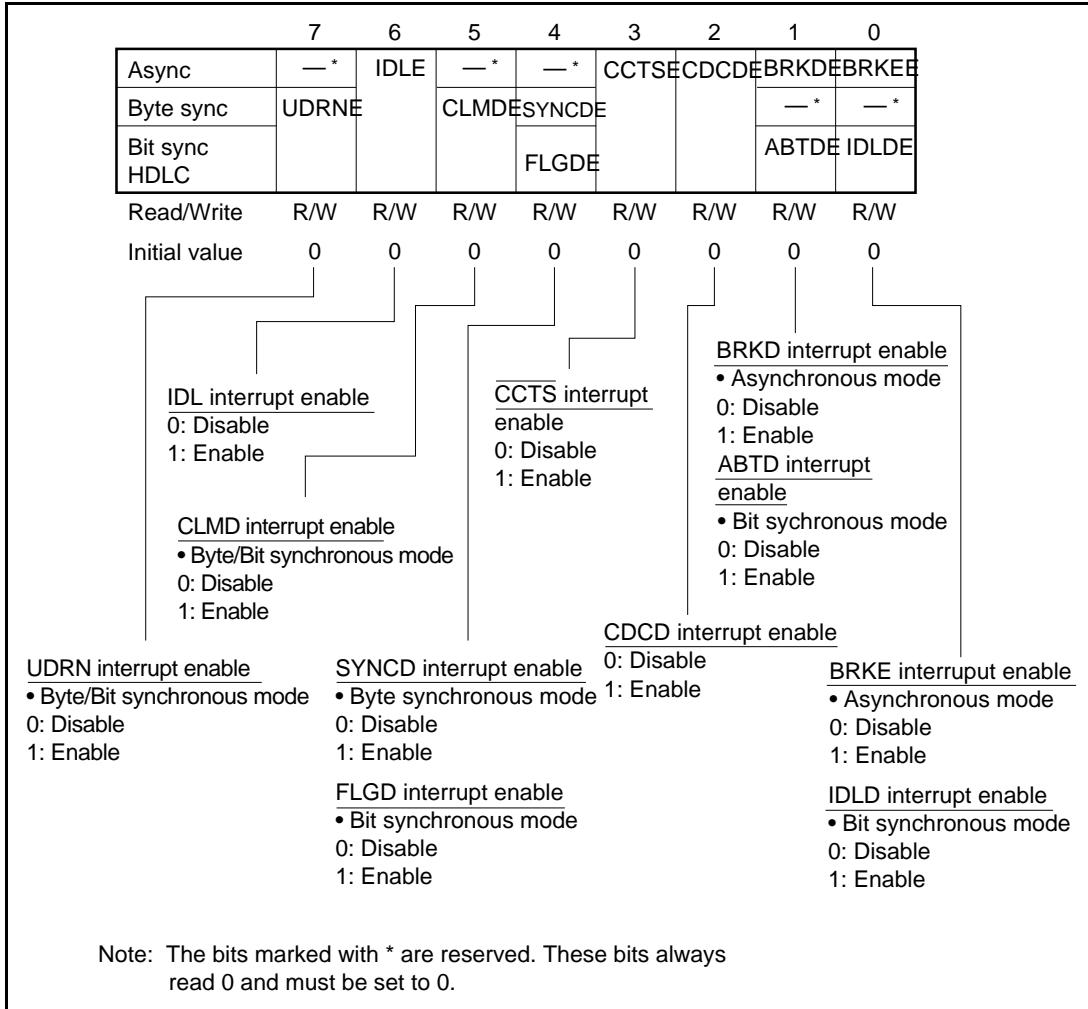 7 6 5 4 3 2 1 0
Async — * IDLE — * — * CCTSE CDCDE BRKDE BRKEE
Byte sync UDRNE CLMDE SYNCDE — * — *
Bit sync
HDLC FLGDE ABTDE IDLDE
Read/Write R/W R/W R/W R/W R/W R/W R/W R/W
Initial value 0 0 0 0 0 0 0 0
IDL interrupt enable
0: Disable
1: Enable
CCTS interrupt
enable
0: Disable
1: Enable
BRKD interrupt enable
• Asynchronous mode
0: Disable
1: Enable
ABTD interrupt
enable
• Bit sychronous mode
0: Disable
1: Enable
CLMD interrupt enable
• Byte/Bit synchronous mode
0: Disable
1: Enable
CDCD interrupt enable
0: Disable
1: Enable
UDRN interrupt enable
• Byte/Bit synchronous mode
0: Disable
1: Enable
SYNCD interrupt enable
• Byte synchronous mode
0: Disable
1: Enable
FLGD interrupt enable
• Bit synchronous mode
0: Disable
1: Enable
BRKE interruput enable
• Asynchronous mode
0: Disable
1: Enable
IDLD interrupt enable
• Bit synchronous mode
0: Disable
1: Enable
Note: The bits marked with * are reserved. These bits always
read 0 and must be set to 0.